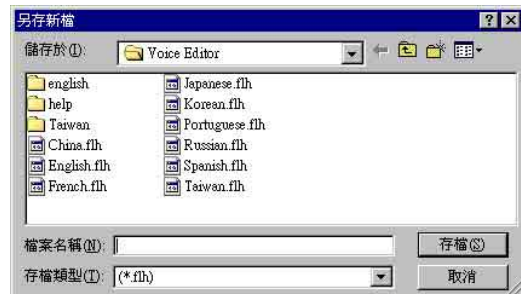 另存新檔
儲存於(I): Voice Editor
english
help
Taiwan
China.flh
English.flh
French.flh
Japanese.flh
Korean.flh
Portuguese.flh
Russian.flh
Spanish.flh
Taiwan.flh
檔案名稱(N): 存檔(S)
存檔類型(T): (*.flh) 取消